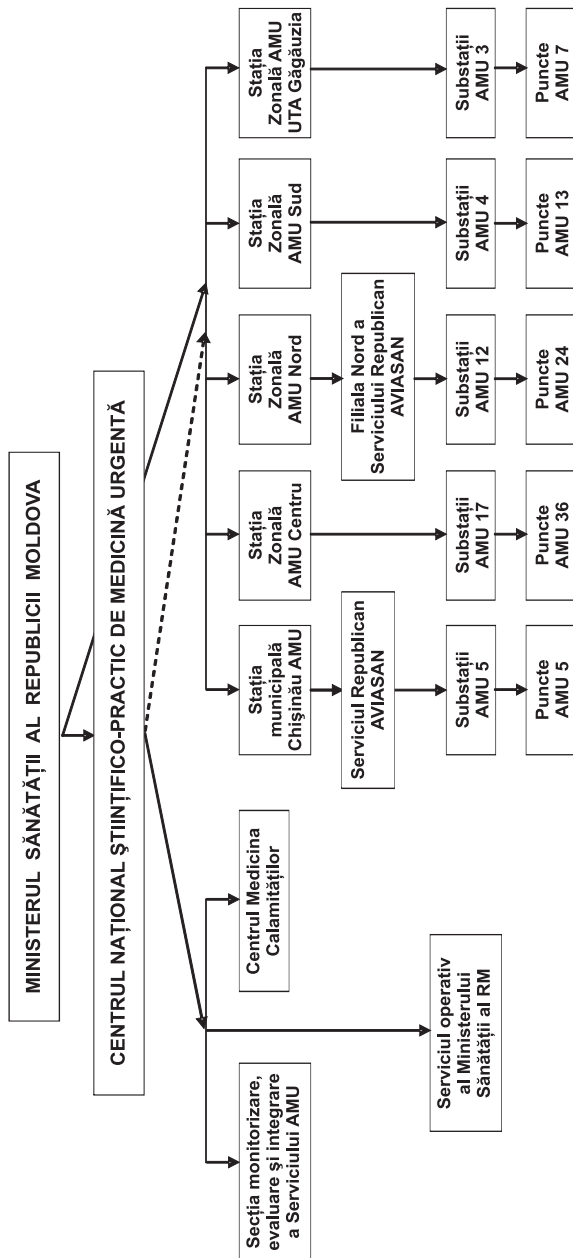 MINISTERUL SĂNĂTĂȚII AL REPUBLICII MOLDOVA
CENTRUL NAȚIONAL ŞTIINȚIFICO-PRACTIC DE MEDICINĂ URGENTĂ
Secția monitorizare,
evaluare şi integrare
a Serviciului AMU
Centrul Medicina
Calamităților
Serviciul operativ
al Ministerului
Sănătății al RM
Stația
municipală
Chişinău AMU
Stația
Zonală
AMU Centru
Stația
Zonală
AMU Nord
Stația
Zonală
AMU Sud
Stația
Zonală AMU
UTA Găgăuzia
Serviciul Republican
AVIASAN
Filiala Nord a
Serviciului Republican
AVIASAN
Substații
AMU 5
Substații
AMU 17
Substații
AMU 12
Substații
AMU 4
Substații
AMU 3
Puncte
AMU 5
Puncte
AMU 36
Puncte
AMU 24
Puncte
AMU 13
Puncte
AMU 7